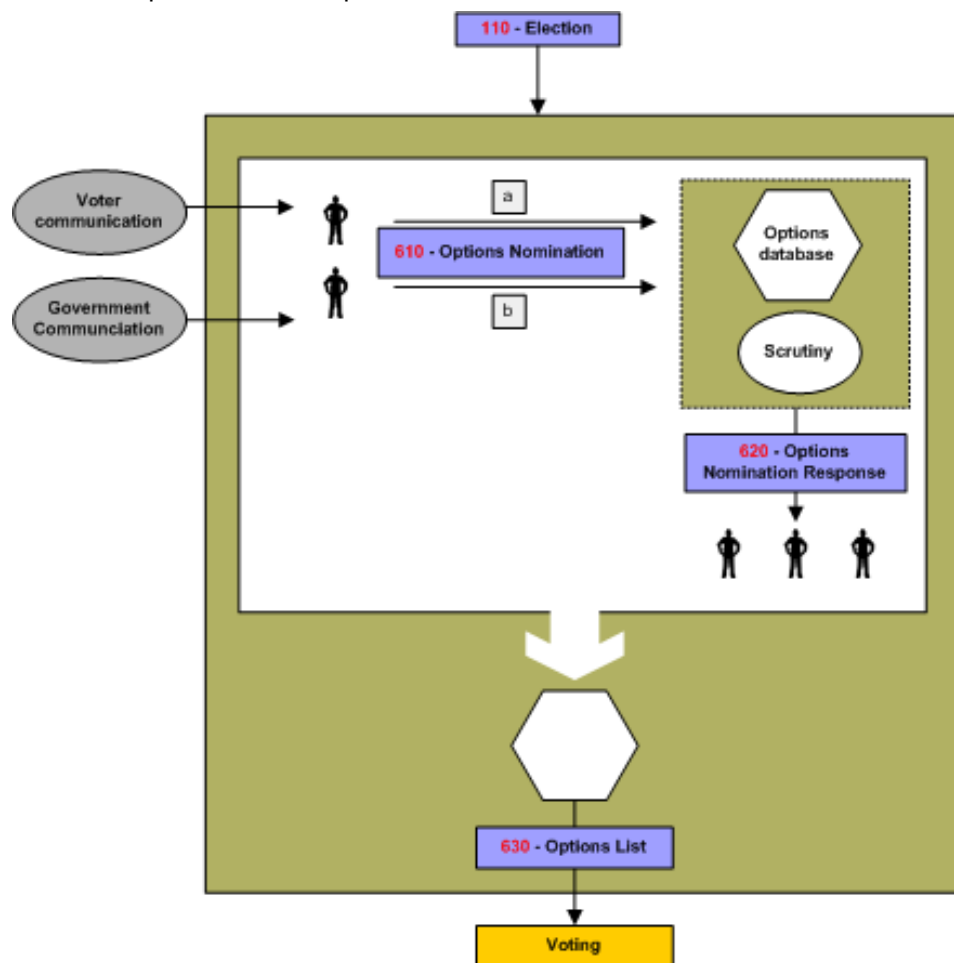 110 - Election
Voter
communication
a
610 - Options Nomination
Options
database
Government
Communciation
b
Scrutiny
620 - Options
Nomination Response
630 - Options List
Voting